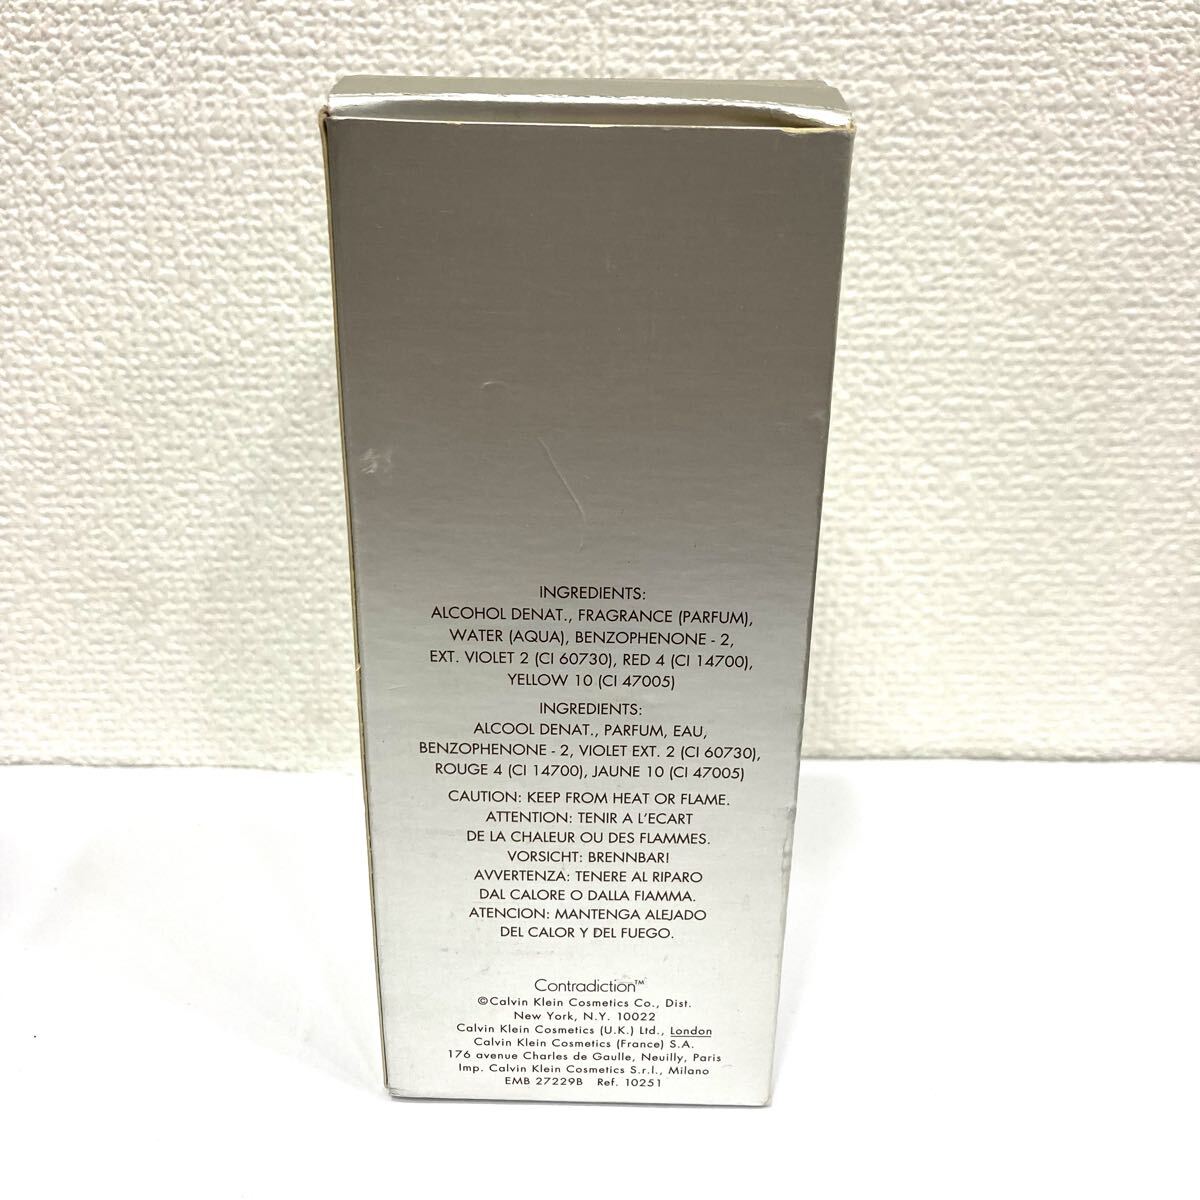 INGREDIENTS:
ALCOHOL DENAT., FRAGRANCE (PARFUM),
WATER (AQUA), BENZOPHENONE - 2,
EXT. VIOLET 2 (CI 60730), RED 4 (CI 14700),
YELLOW 10 (CI 47005)
INGREDIENTS:
ALCOOL DENAT., PARFUM, EAU,
BENZOPHENONE - 2, VIOLET EXT. 2 (CI 60730),
ROUGE 4 (CI 14700), JAUNE 10 (CI 47005)
CAUTION: KEEP FROM HEAT OR FLAME.
ATTENTION: TENIR A L'ECART
DE LA CHALEUR OU DES FLAMMES.
VORSICHT: BRENNBAR!
AVVERTENZA: TENERE AL RIPARO
DAL CALORE O DALLA FIAMMA.
ATENCION: MANTENGA ALEJADO
DEL CALOR Y DEL FUEGO.
Contradiction™
©Calvin Klein Cosmetics Co., Dist.
New York, N.Y. 10022
Calvin Klein Cosmetics (U.K.) Ltd., London
Calvin Klein Cosmetics (France) S.A.
176 avenue Charles de Gaulle, Neuilly, Paris
Imp. Calvin Klein Cosmetics S.r.l., Milano
EMB 27229B Ref. 10251